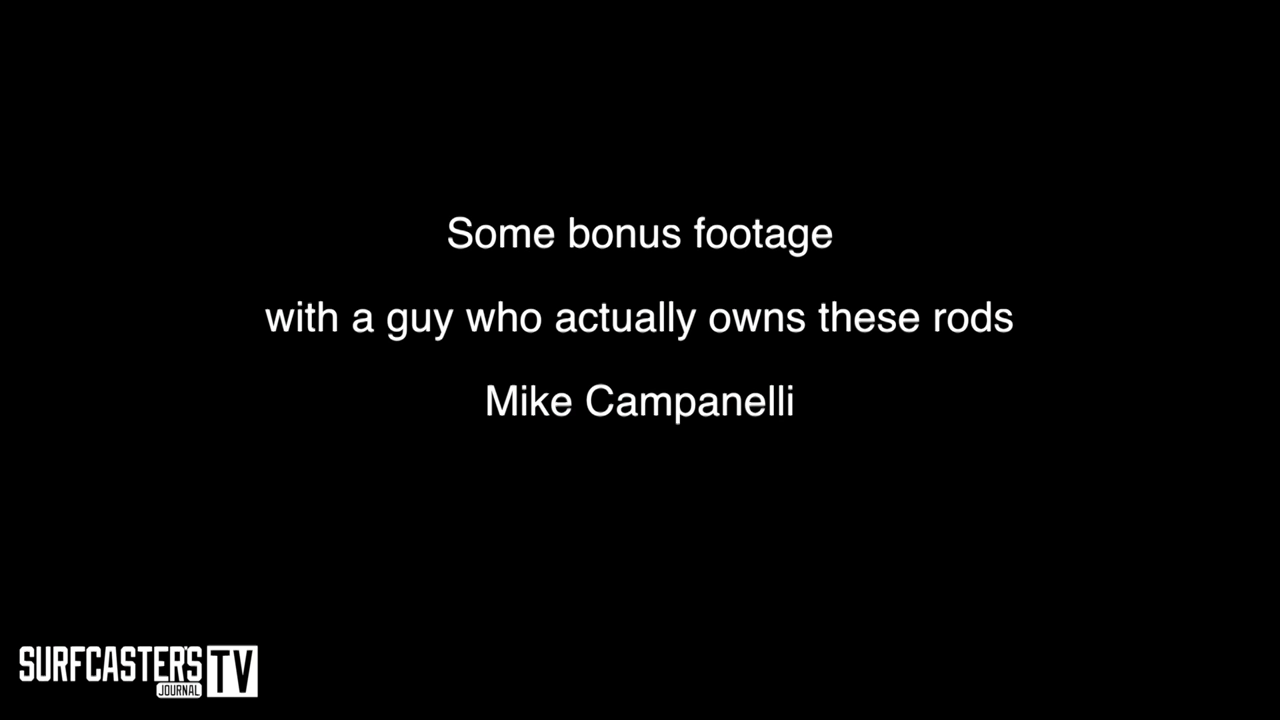 Some bonus footage
with a guy who actually owns these rods
Mike Campanelli
SURFCASTER'S TV
JOURNAL